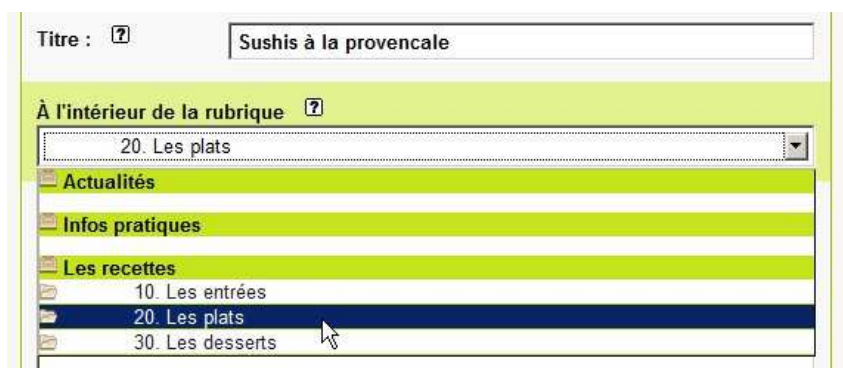 Titre : ? Sushis à la provencale
À l'intérieur de la rubrique ?
20. Les plats
Actualités
Infos pratiques
Les recettes
10. Les entrées
20. Les plats
30. Les desserts